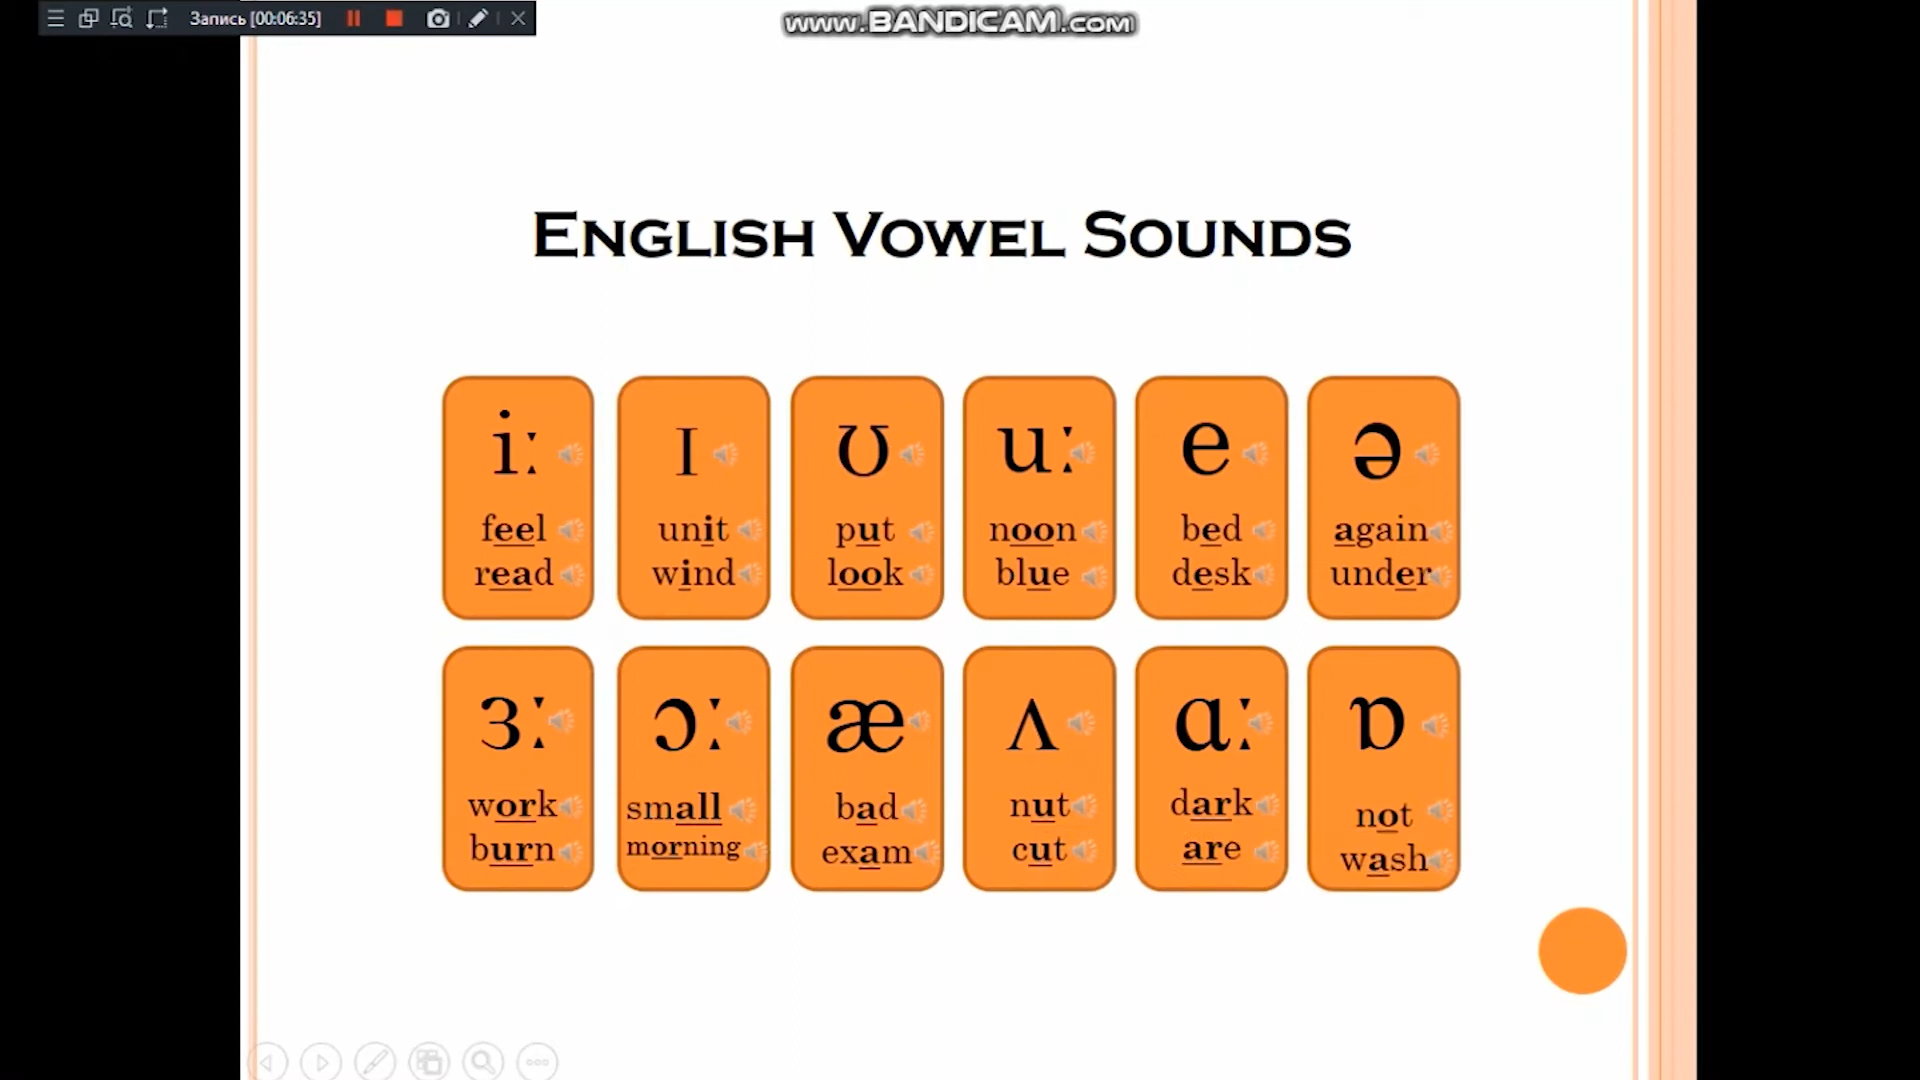 Запись [00:06:35]
www.BANDICAM.com
English Vowel Sounds
iː
feel
read
ɪ
unit
wind
ʊ
put
look
uː
noon
blue
e
bed
desk
ə
again
under
ɜː
work
burn
ɔː
small
morning
æ
bad
exam
ʌ
nut
cut
ɑː
dark
are
ɒ
not
wash